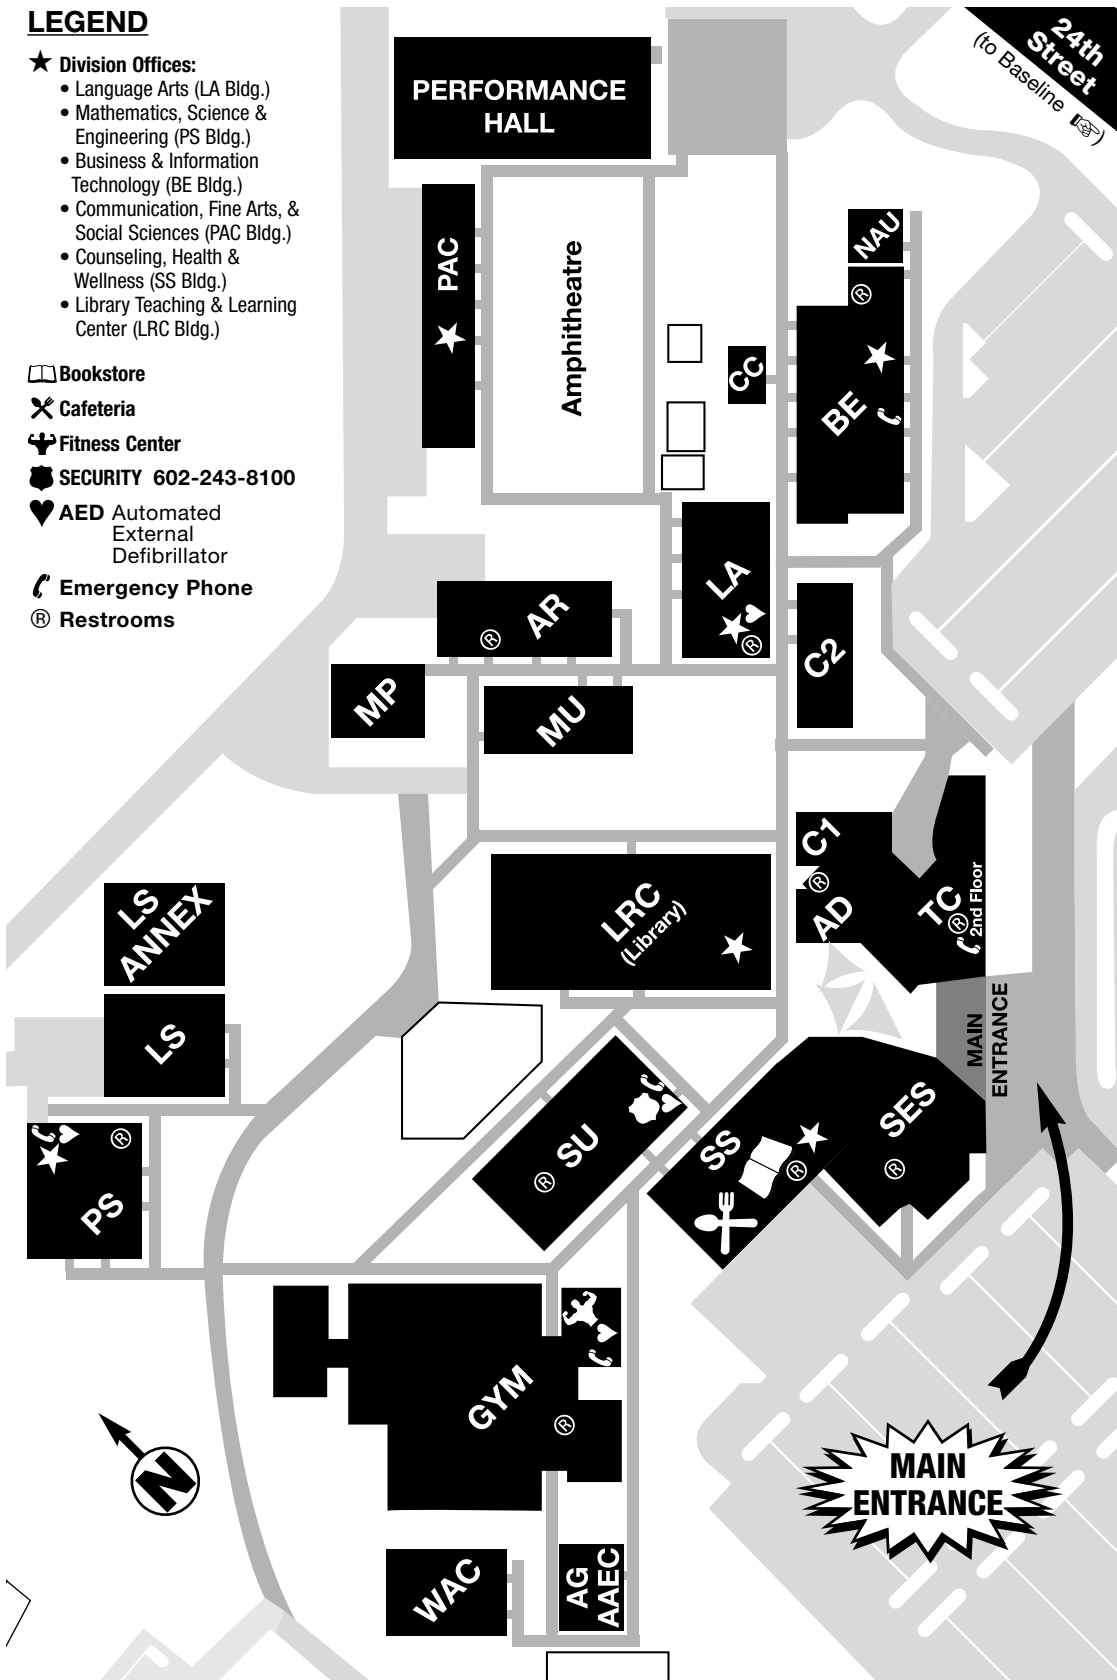 LEGEND
★ Division Offices:
• Language Arts (LA Bldg.)
• Mathematics, Science &
Engineering (PS Bldg.)
• Business & Information
Technology (BE Bldg.)
• Communication, Fine Arts, &
Social Sciences (PAC Bldg.)
• Counseling, Health &
Wellness (SS Bldg.)
• Library Teaching & Learning
Center (LRC Bldg.)
Bookstore
Cafeteria
Fitness Center
SECURITY 602-243-8100
AED Automated
External
Defibrillator
Emergency Phone
® Restrooms
24th
Street
(to Baseline )
PERFORMANCE
HALL
PAC
Amphitheatre
NAU
®
CC
BE
LA
®
AR
®
C2
MP
MU
C1
®
AD
TC
®
2nd Floor
LRC
(Library)
LS
ANNEX
LS
MAIN
ENTRANCE
SES
®
SS
®
SU
®
PS
®
GYM
®
N
MAIN
ENTRANCE
WAC
AG
AAEC